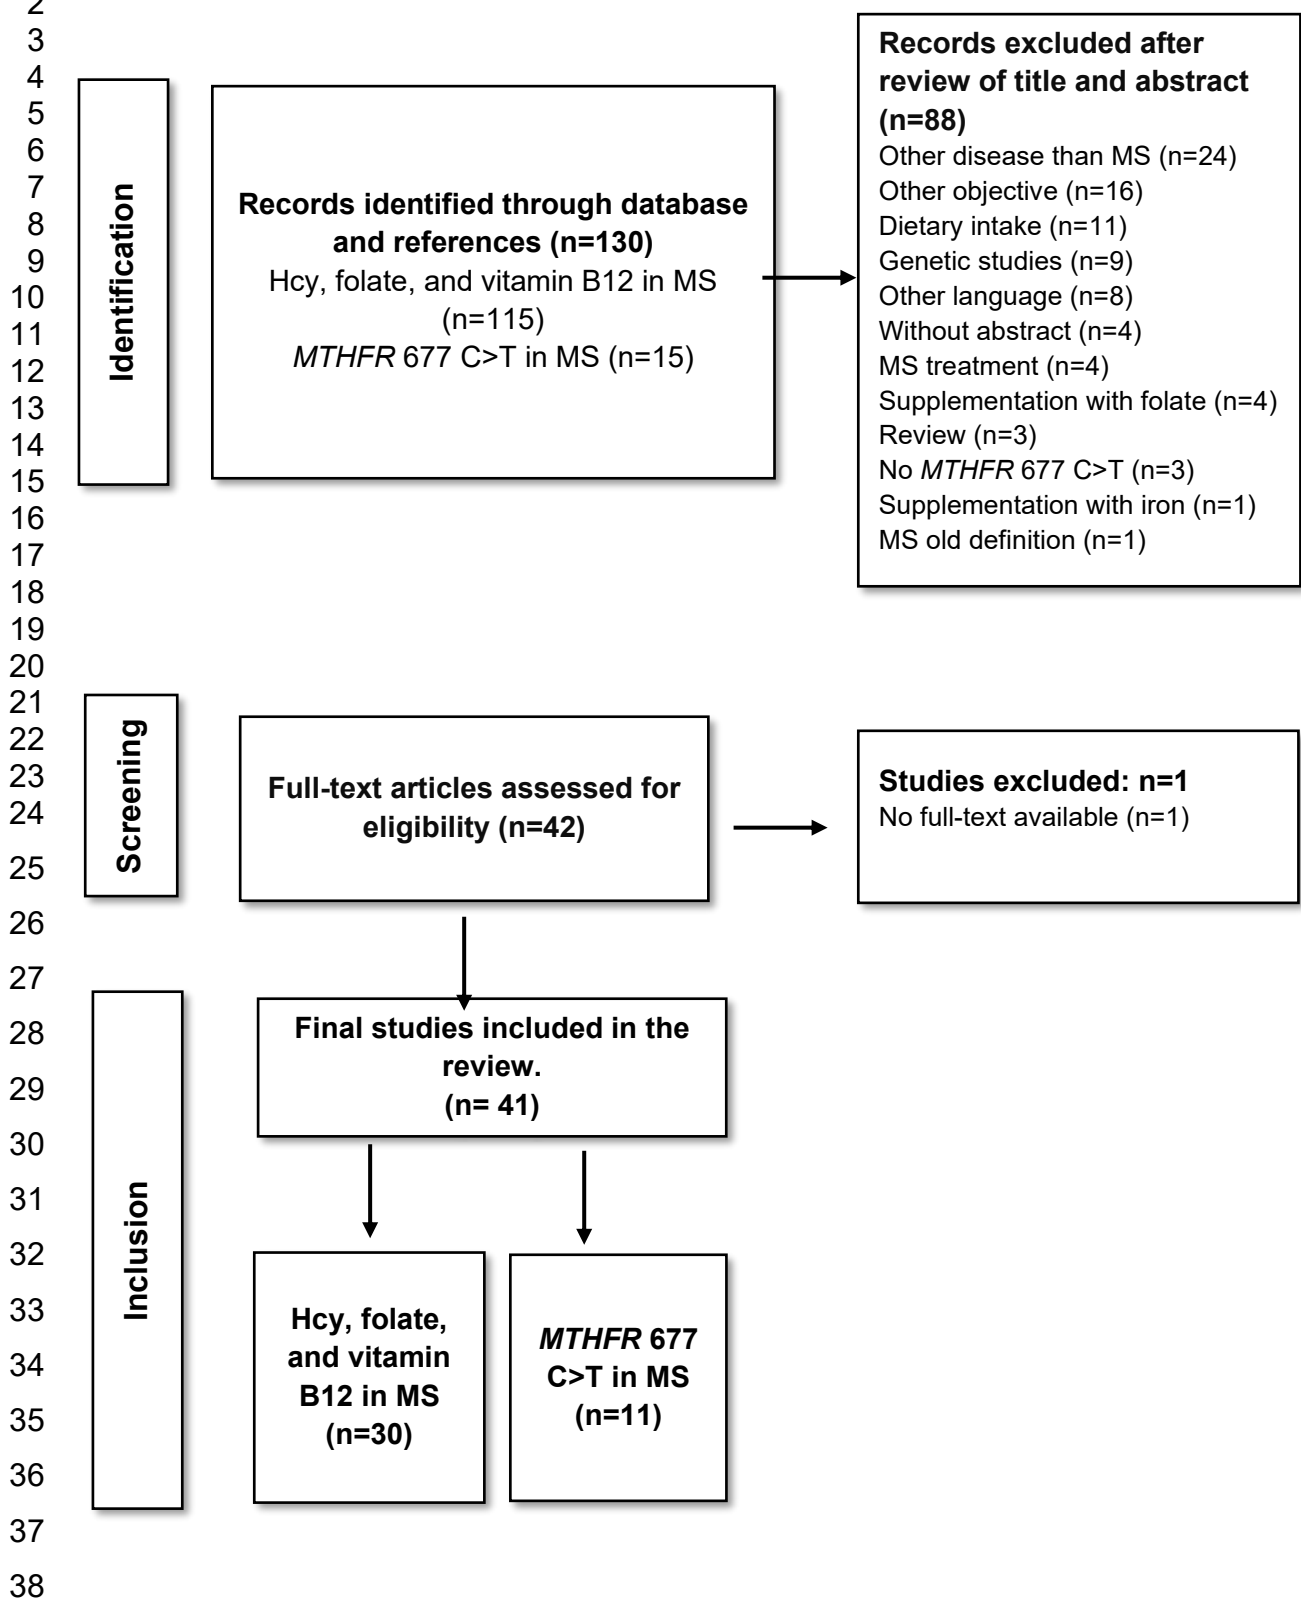 2
3
4
5
6
7
8
9
10
11
12
13
14
15
16
17
18
19
20
21
22
23
24
25
26
27
28
29
30
31
32
33
34
35
36
37
38
Identification
Records identified through database
and references (n=130)
Hcy, folate, and vitamin B12 in MS
(n=115)
MTHFR 677 C>T in MS (n=15)
Records excluded after
review of title and abstract
(n=88)
Other disease than MS (n=24)
Other objective (n=16)
Dietary intake (n=11)
Genetic studies (n=9)
Other language (n=8)
Without abstract (n=4)
MS treatment (n=4)
Supplementation with folate (n=4)
Review (n=3)
No MTHFR 677 C>T (n=3)
Supplementation with iron (n=1)
MS old definition (n=1)
Screening
Full-text articles assessed for
eligibility (n=42)
Studies excluded: n=1
No full-text available (n=1)
Inclusion
Final studies included in the
review.
(n= 41)
Hcy, folate,
and vitamin
B12 in MS
(n=30)
MTHFR 677
C>T in MS
(n=11)